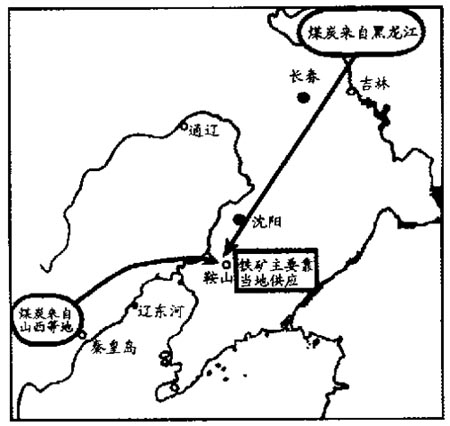 煤炭来自黑龙江
长春
吉林
通辽
沈阳
鞍山
铁矿主要靠
当地供应
煤炭来自
山西等地
辽东河
秦皇岛